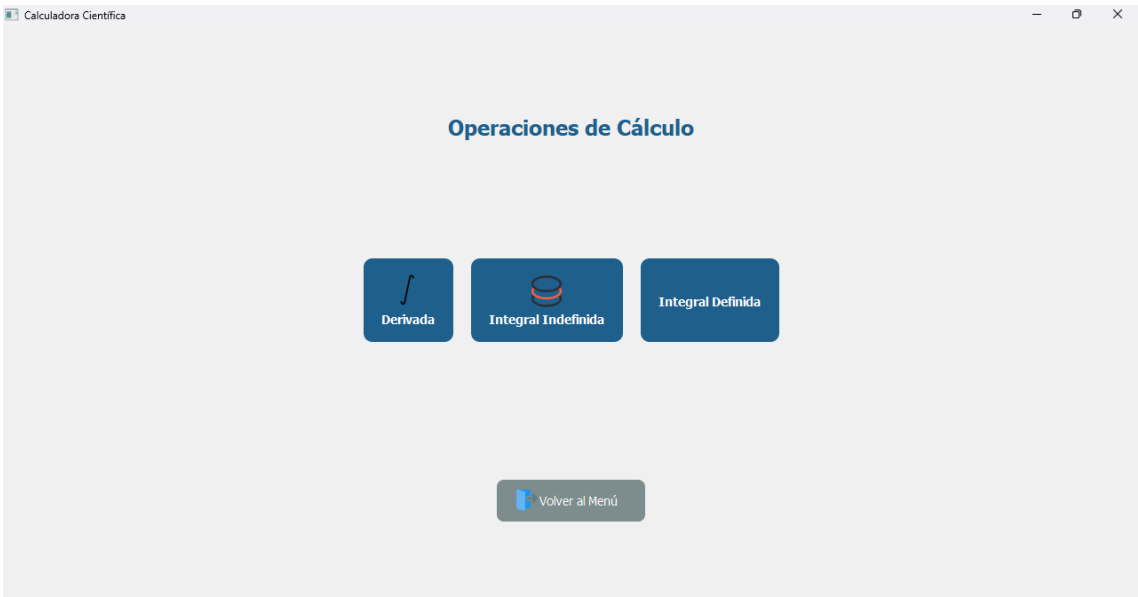 Calculadora Científica
Operaciones de Cálculo
Derivada
Integral Indefinida
Integral Definida
Volver al Menú